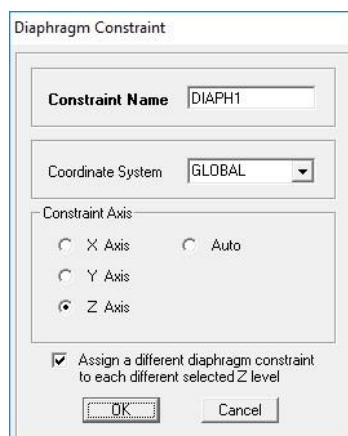 Diaphragm Constraint
Constraint Name DIAPH1
Coordinate System GLOBAL
Constraint Axis
X Axis Auto
Y Axis
Z Axis
Assign a different diaphragm constraint
to each different selected Z level
OK Cancel